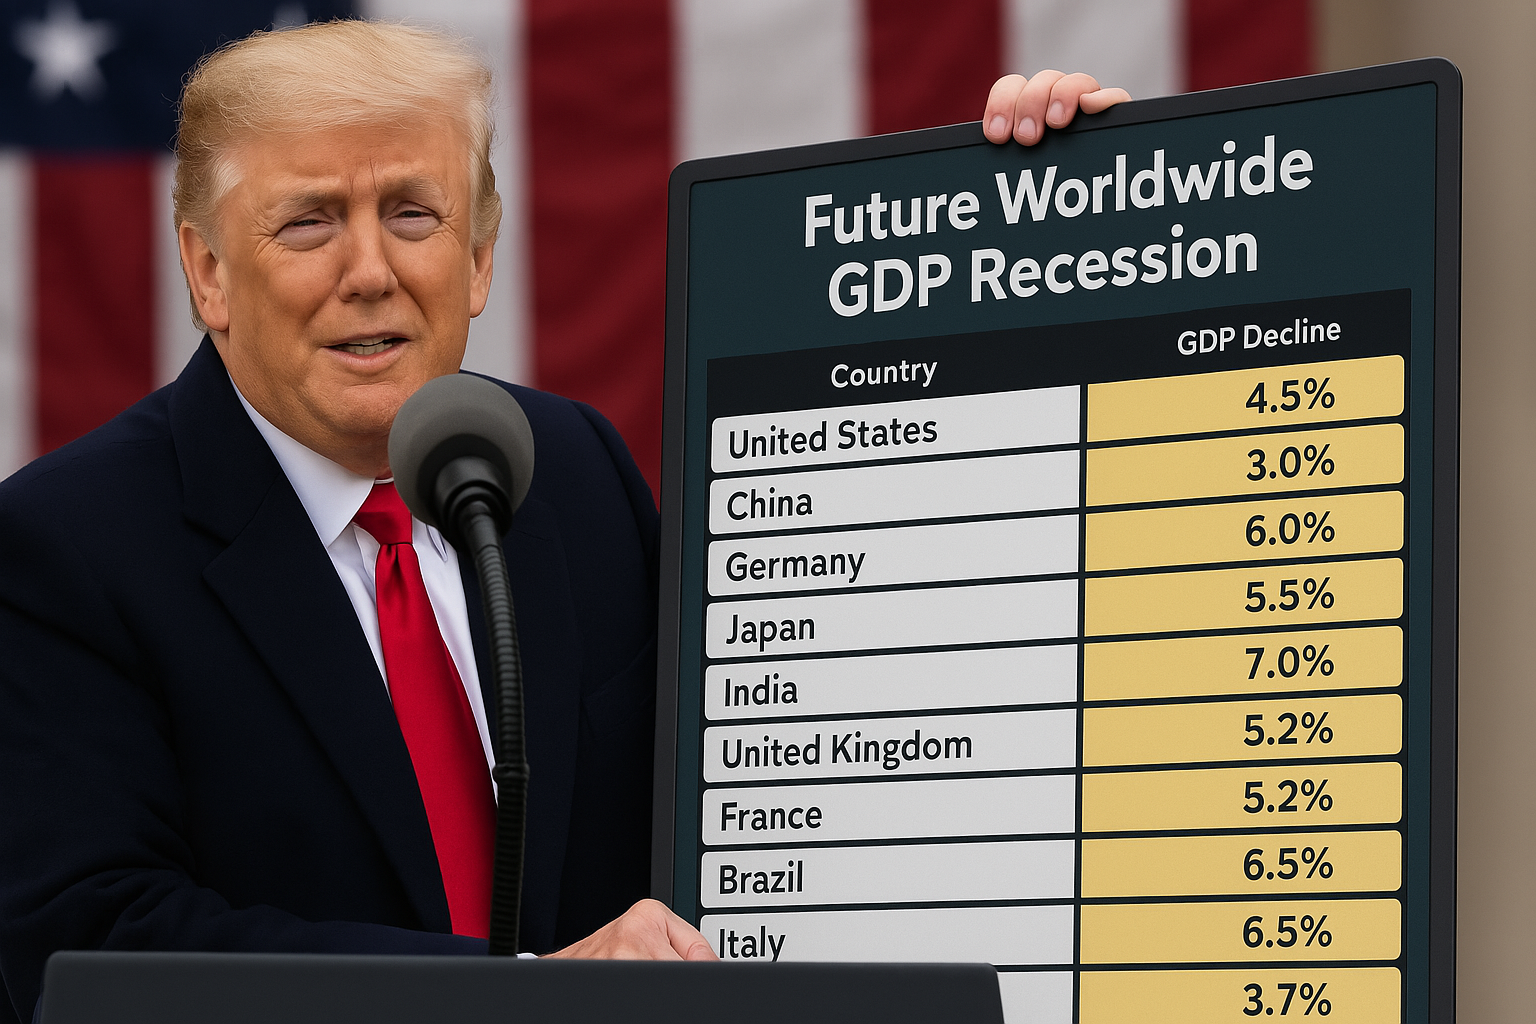 Future Worldwide
GDP Recession
Country GDP Decline
United States 4.5%
China 3.0%
Germany 6.0%
Japan 5.5%
India 7.0%
United Kingdom 5.2%
France 5.2%
Brazil 6.5%
Italy 6.5%
3.7%